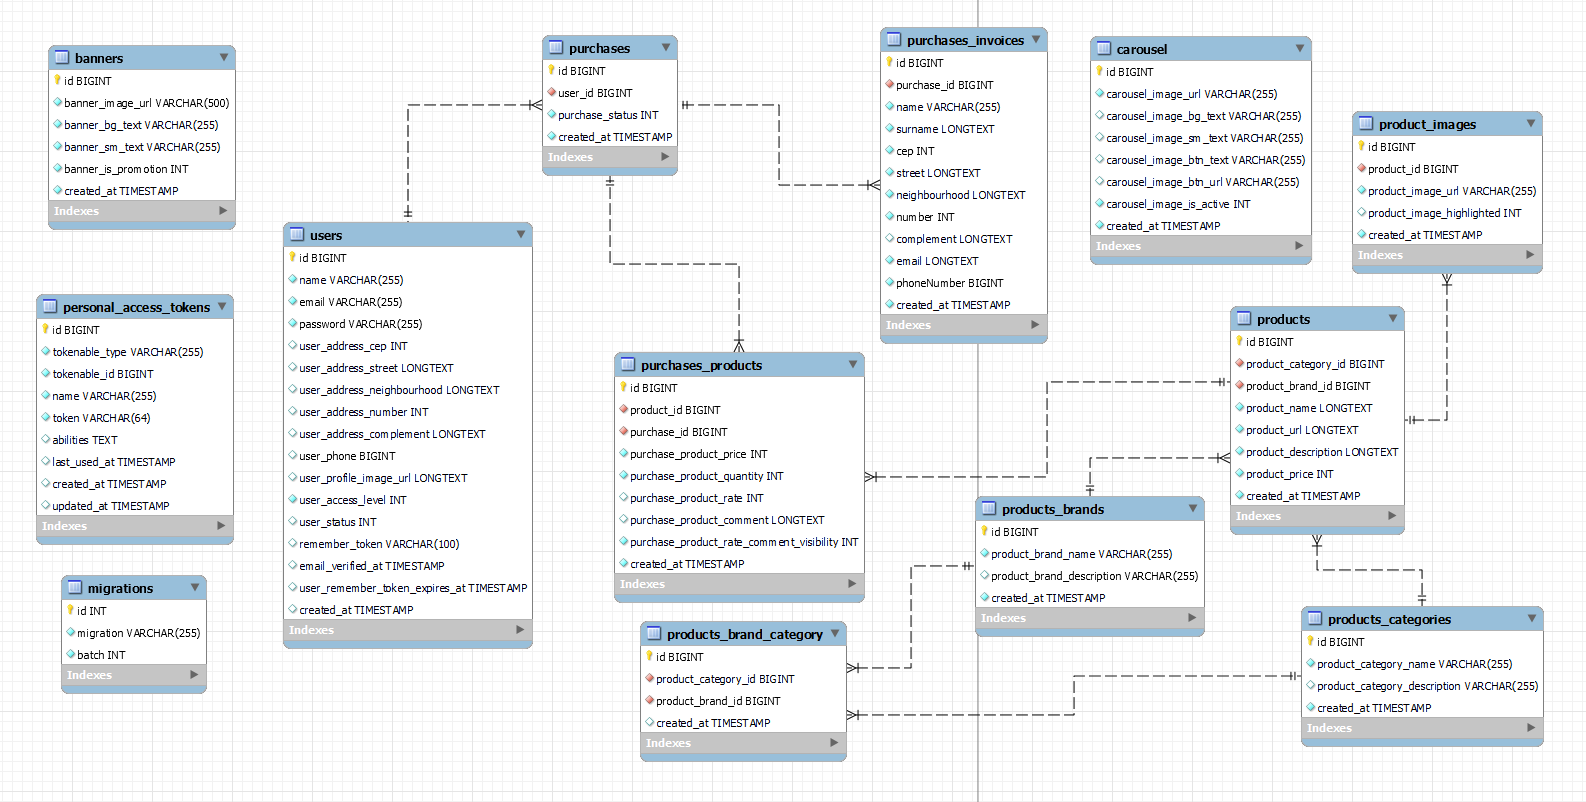 banners
id BIGINT
banner_image_url VARCHAR(500)
banner_bg_text VARCHAR(255)
banner_sm_text VARCHAR(255)
banner_is_promotion INT
created_at TIMESTAMP
Indexes
purchases
id BIGINT
user_id BIGINT
purchase_status INT
created_at TIMESTAMP
Indexes
purchases_invoices
id BIGINT
purchase_id BIGINT
name VARCHAR(255)
surname LONGTEXT
cep INT
street LONGTEXT
neighbourhood LONGTEXT
number INT
complement LONGTEXT
email LONGTEXT
phoneNumber BIGINT
created_at TIMESTAMP
Indexes
carousel
id BIGINT
carousel_image_url VARCHAR(255)
carousel_image_bg_text VARCHAR(255)
carousel_image_sm_text VARCHAR(255)
carousel_image_btn_text VARCHAR(255)
carousel_image_btn_url VARCHAR(255)
carousel_image_is_active INT
created_at TIMESTAMP
Indexes
product_images
id BIGINT
product_id BIGINT
product_image_url VARCHAR(255)
product_image_highlighted INT
created_at TIMESTAMP
Indexes
users
id BIGINT
name VARCHAR(255)
email VARCHAR(255)
password VARCHAR(255)
user_address_cep INT
user_address_street LONGTEXT
user_address_neighbourhood LONGTEXT
user_address_number INT
user_address_complement LONGTEXT
user_phone BIGINT
user_profile_image_url LONGTEXT
user_access_level INT
user_status INT
remember_token VARCHAR(100)
email_verified_at TIMESTAMP
user_remember_token_expires_at TIMESTAMP
created_at TIMESTAMP
Indexes
personal_access_tokens
id BIGINT
tokenable_type VARCHAR(255)
tokenable_id BIGINT
name VARCHAR(255)
token VARCHAR(64)
abilities TEXT
last_used_at TIMESTAMP
created_at TIMESTAMP
updated_at TIMESTAMP
Indexes
purchases_products
id BIGINT
product_id BIGINT
purchase_id BIGINT
purchase_product_price INT
purchase_product_quantity INT
purchase_product_rate INT
purchase_product_comment LONGTEXT
purchase_product_rate_comment_visibility INT
created_at TIMESTAMP
Indexes
products
id BIGINT
product_category_id BIGINT
product_brand_id BIGINT
product_name LONGTEXT
product_url LONGTEXT
product_description LONGTEXT
product_price INT
created_at TIMESTAMP
Indexes
products_brands
id BIGINT
product_brand_name VARCHAR(255)
product_brand_description VARCHAR(255)
created_at TIMESTAMP
Indexes
migrations
id INT
migration VARCHAR(255)
batch INT
Indexes
products_brand_category
id BIGINT
product_category_id BIGINT
product_brand_id BIGINT
created_at TIMESTAMP
Indexes
products_categories
id BIGINT
product_category_name VARCHAR(255)
product_category_description VARCHAR(255)
created_at TIMESTAMP
Indexes